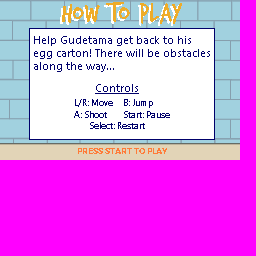 HOW TO PLAY
Help Gudetama get back to his
egg carton! There will be obstacles
along the way...
Controls
L/R: Move B: Jump
A: Shoot Start: Pause
Select: Restart
PRESS START TO PLAY